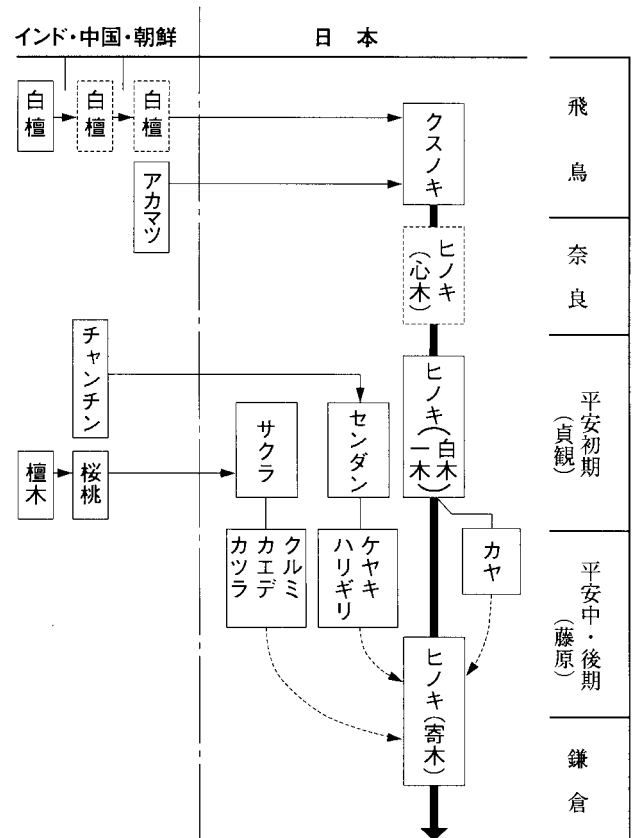 インド・中国・朝鮮
日本
白檀
白檀
白檀
クスノキ
アカマツ
ヒノキ
(心木)
チャンチン
ヒノキ(白木 一木)
センダン
サクラ
檀木
桜桃
カヤ
ケヤキ
ハリギリ
クルミ
カエデ
カツラ
ヒノキ(寄木)
飛鳥
奈良
平安初期
(貞観)
平安中・後期
(藤原)
鎌倉